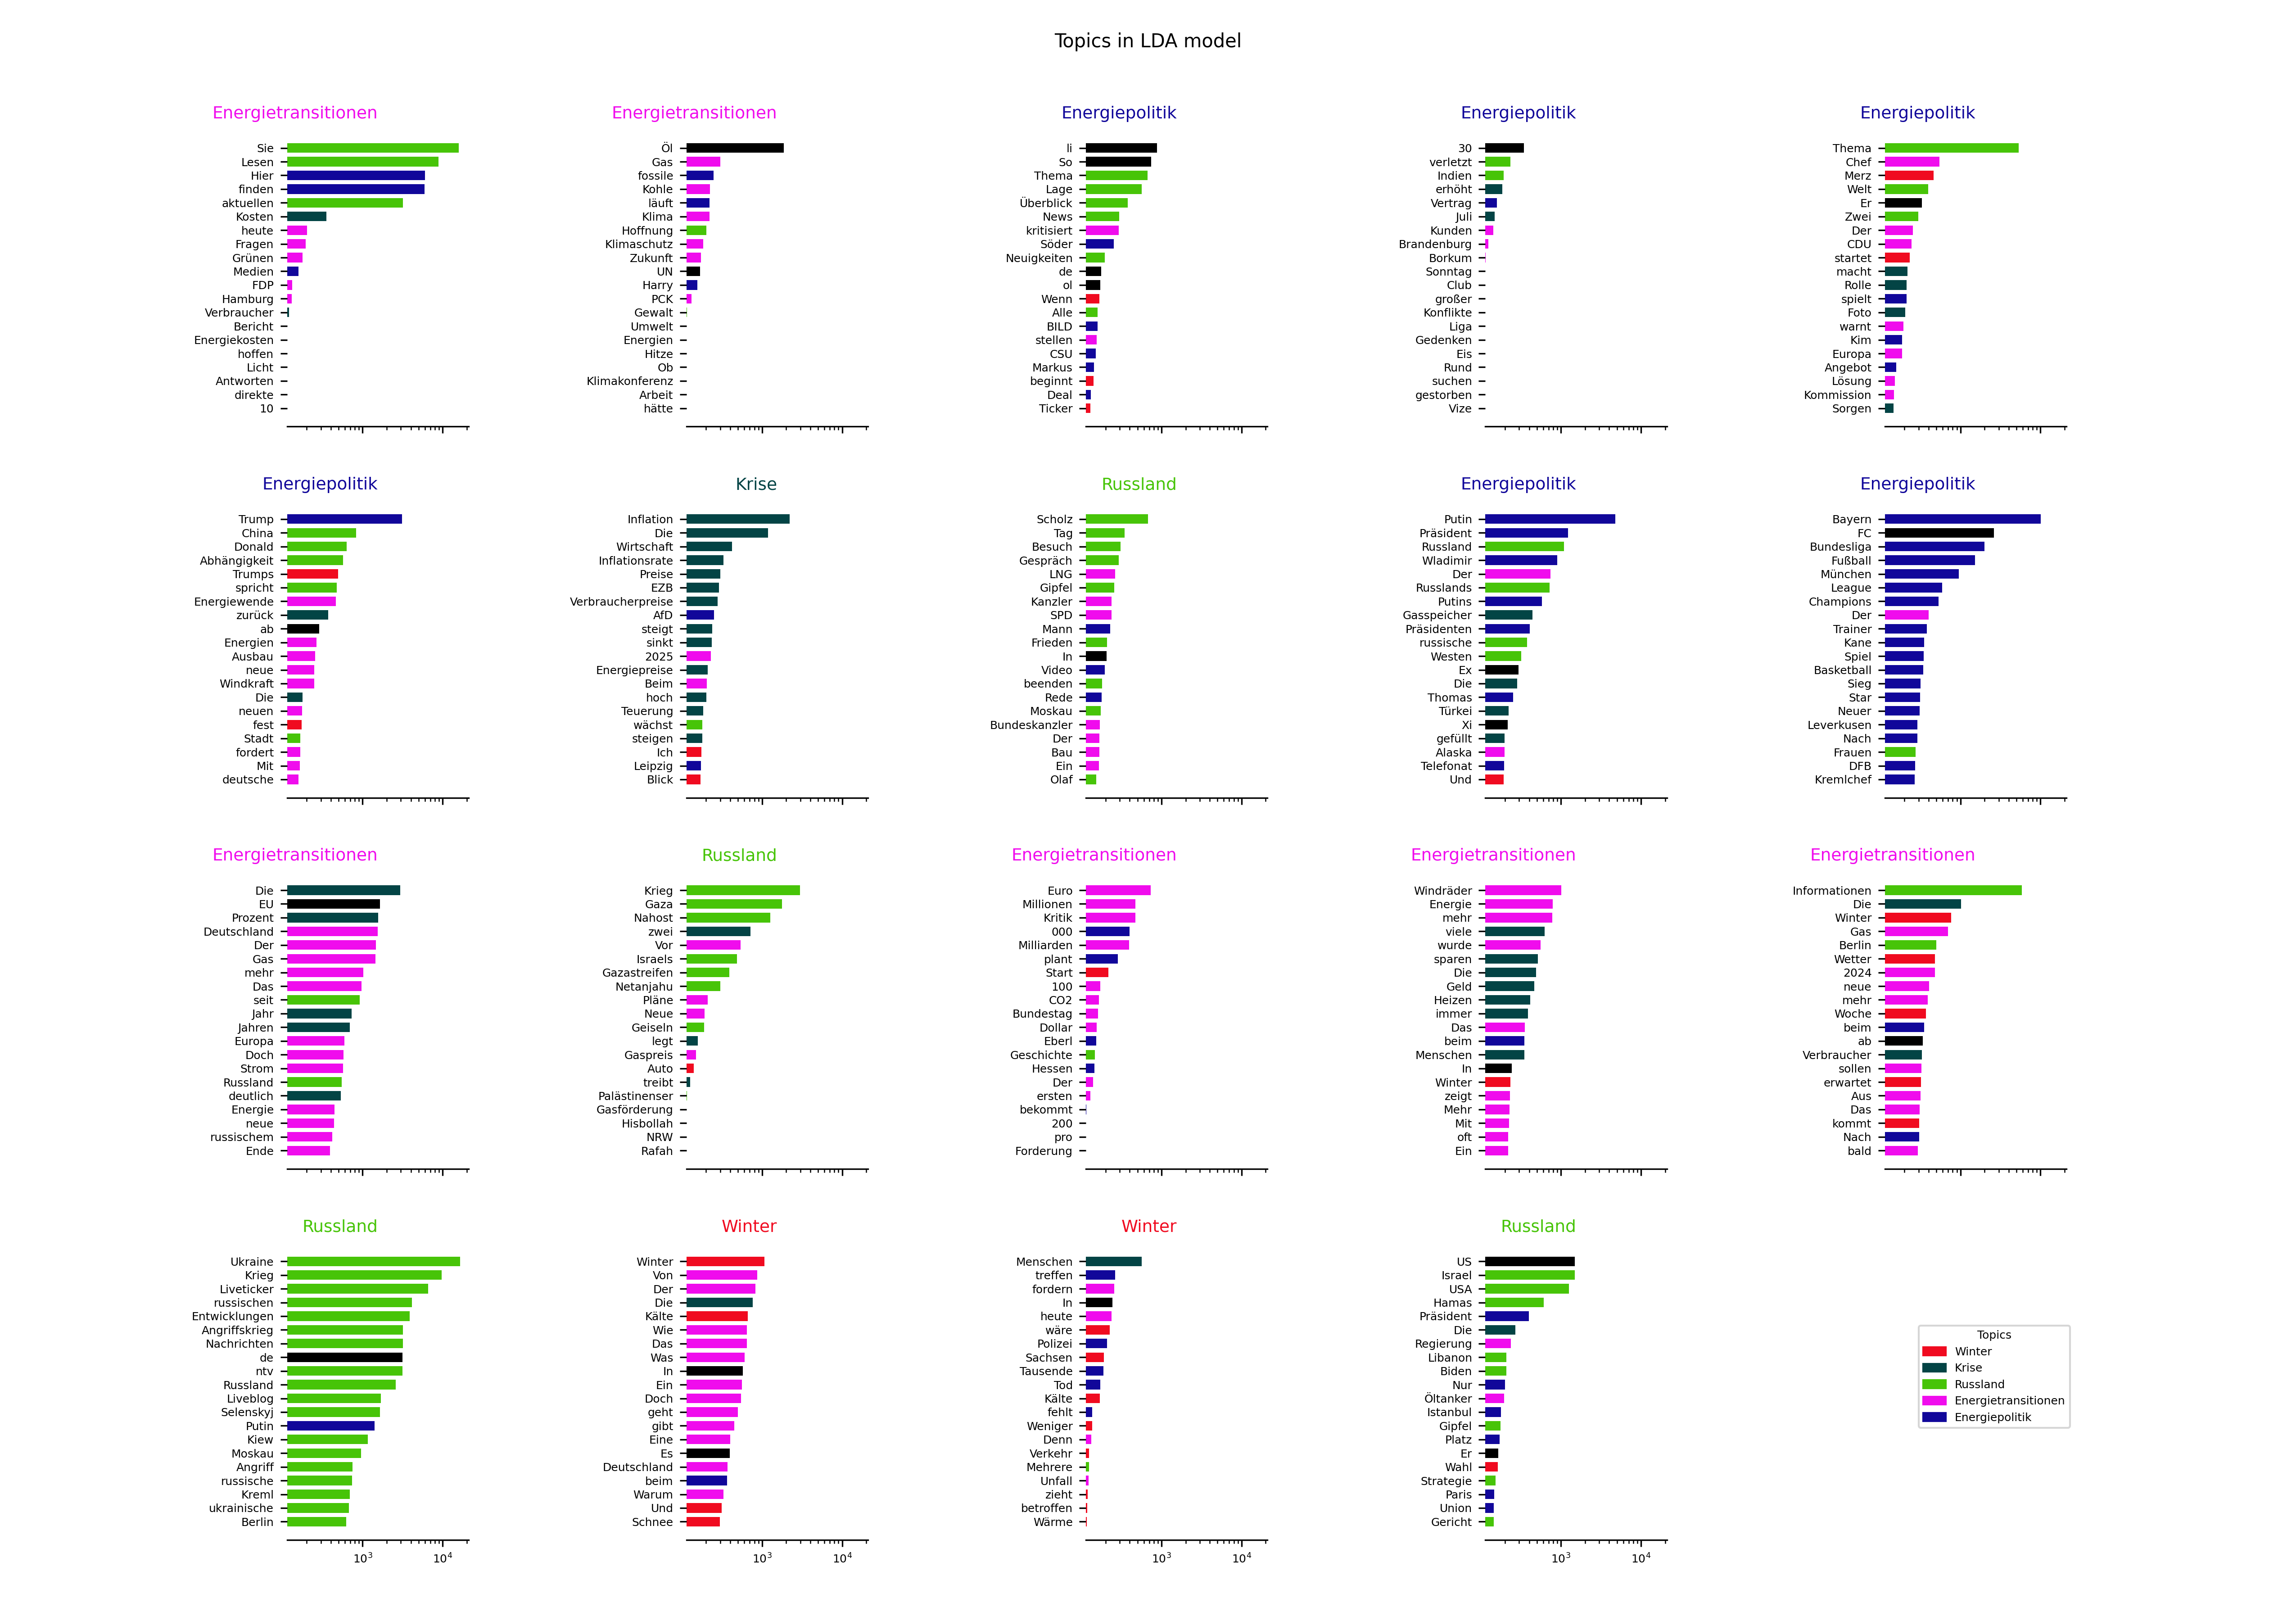 Topics in LDA model
Energietransitionen
Sie
Lesen
Hier
finden
aktuellen
Kosten
heute
Fragen
Grünen
Medien
FDP
Hamburg
Verbraucher
Bericht
Energiekosten
hoffen
Licht
Antworten
direkte
10
Energietransitionen
Öl
Gas
fossile
Kohle
läuft
Klima
Hoffnung
Klimaschutz
Zukunft
UN
Harry
PCK
Gewalt
Umwelt
Energien
Hitze
Ob
Klimakonferenz
Arbeit
hätte
Energiepolitik
li
So
Thema
Lage
Überblick
News
kritisiert
Söder
Neuigkeiten
de
ol
Wenn
Alle
BILD
stellen
CSU
Markus
beginnt
Deal
Ticker
Energiepolitik
30
verletzt
Indien
erhöht
Vertrag
Juli
Kunden
Brandenburg
Borkum
Sonntag
Club
großer
Konflikte
Liga
Gedenken
Eis
Rund
suchen
gestorben
Vize
Energiepolitik
Thema
Chef
Merz
Welt
Er
Zwei
Der
CDU
startet
macht
Rolle
spielt
Foto
warnt
Kim
Europa
Angebot
Lösung
Kommission
Sorgen
Energiepolitik
Trump
China
Donald
Abhängigkeit
Trumps
spricht
Energiewende
zurück
ab
Energien
Ausbau
neue
Windkraft
Die
neuen
fest
Stadt
fordert
Mit
deutsche
Krise
Inflation
Die
Wirtschaft
Inflationsrate
Preise
EZB
Verbraucherpreise
AfD
steigt
sinkt
2025
Energiepreise
Beim
hoch
Teuerung
wächst
steigen
Ich
Leipzig
Blick
Russland
Scholz
Tag
Besuch
Gespräch
LNG
Gipfel
Kanzler
SPD
Mann
Frieden
In
Video
beenden
Rede
Moskau
Bundeskanzler
Der
Bau
Ein
Olaf
Energiepolitik
Putin
Präsident
Russland
Wladimir
Der
Russlands
Putins
Gasspeicher
Präsidenten
russische
Westen
Ex
Die
Thomas
Türkei
Xi
gefüllt
Alaska
Telefonat
Und
Energiepolitik
Bayern
FC
Bundesliga
Fußball
München
League
Champions
Der
Trainer
Kane
Spiel
Basketball
Sieg
Star
Neuer
Leverkusen
Nach
Frauen
DFB
Kremlchef
Energietransitionen
Die
EU
Prozent
Deutschland
Der
Gas
mehr
Das
seit
Jahr
Jahren
Europa
Doch
Strom
Russland
deutlich
Energie
neue
russischem
Ende
Russland
Krieg
Gaza
Nahost
zwei
Vor
Israels
Gazastreifen
Netanjahu
Pläne
Neue
Geiseln
legt
Gaspreis
Auto
treibt
Palästinenser
Gasförderung
Hisbollah
NRW
Rafah
Energietransitionen
Euro
Millionen
Kritik
000
Milliarden
plant
Start
100
CO2
Bundestag
Dollar
Eberl
Geschichte
Hessen
Der
ersten
bekommt
200
pro
Forderung
Energietransitionen
Windräder
Energie
mehr
viele
wurde
sparen
Die
Geld
Heizen
immer
Das
beim
Menschen
In
Winter
zeigt
Mehr
Mit
oft
Ein
Energietransitionen
Informationen
Die
Winter
Gas
Berlin
Wetter
2024
neue
mehr
Woche
beim
ab
Verbraucher
sollen
erwartet
Aus
Das
kommt
Nach
bald
Russland
Ukraine
Krieg
Liveticker
russischen
Entwicklungen
Angriffskrieg
Nachrichten
de
ntv
Russland
Liveblog
Selenskyj
Putin
Kiew
Moskau
Angriff
russische
Kreml
ukrainische
Berlin
10³ 10⁴
Winter
Winter
Von
Der
Die
Kälte
Wie
Das
Was
In
Ein
Doch
geht
gibt
Eine
Es
Deutschland
beim
Warum
Und
Schnee
10³ 10⁴
Winter
Menschen
treffen
fordern
In
heute
wäre
Polizei
Sachsen
Tausende
Tod
Kälte
fehlt
Weniger
Denn
Verkehr
Mehrere
Unfall
zieht
betroffen
Wärme
10³ 10⁴
Russland
US
Israel
USA
Hamas
Präsident
Die
Regierung
Libanon
Biden
Nur
Öltanker
Istanbul
Gipfel
Platz
Er
Wahl
Strategie
Paris
Union
Gericht
10³ 10⁴
Topics
Winter
Krise
Russland
Energietransitionen
Energiepolitik